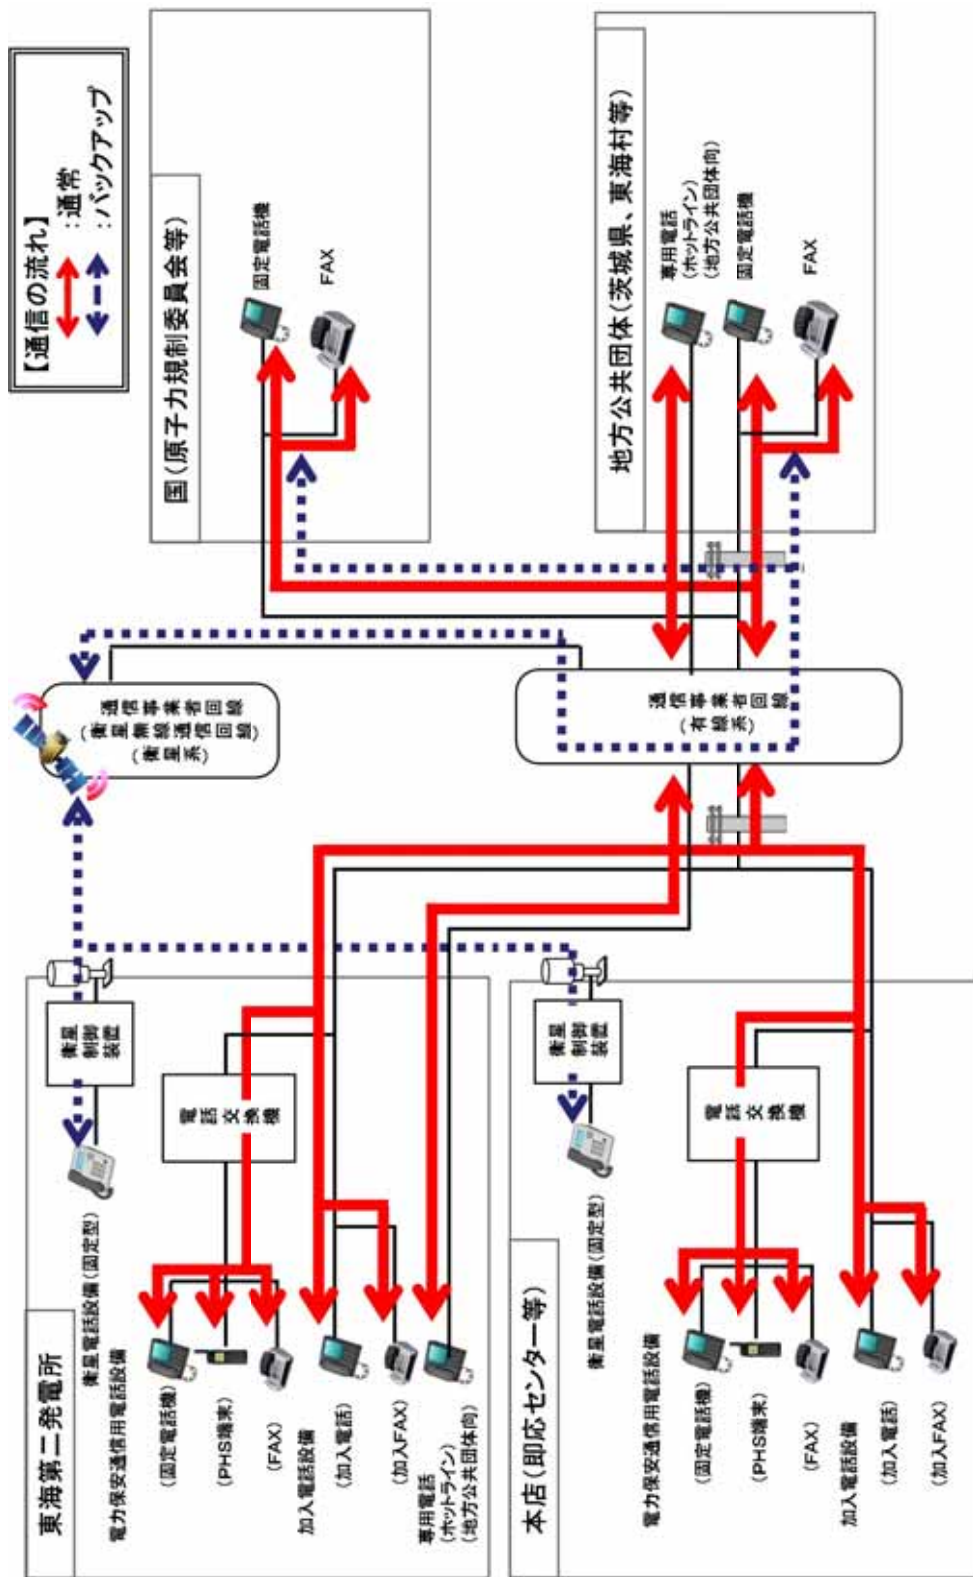 【通信の流れ】
:通常
:バックアップ
東海第二発電所
衛星電話設備(固定型)
衛星
制御
装置
電力保安通信用電話設備
(固定電話機)
(PHS端末)
(FAX)
電話
交換
機
加入電話設備
(加入電話)
(加入FAX)
専用電話
(ホットライン)
(地方公共団体向)
本店(即応センター等)
衛星電話設備(固定型)
衛星
制御
装置
電力保安通信用電話設備
(固定電話機)
(PHS端末)
(FAX)
電話
交換
機
加入電話設備
(加入電話)
(加入FAX)
通信事業者回線
(衛星無線通信回線)
(衛星系)
通信事業者回線
(有線系)
国(原子力規制委員会等)
固定電話機
FAX
地方公共団体(茨城県、東海村等)
専用電話
(ホットライン)
(地方公共団体向)
固定電話機
FAX